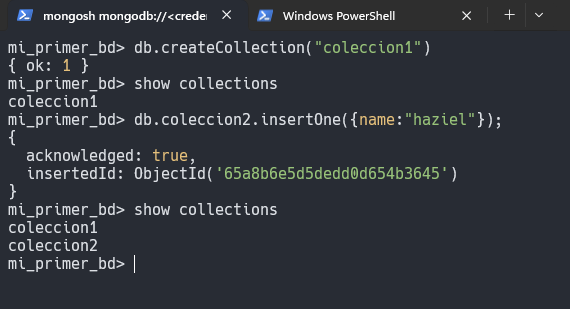 mongosh mongodb://<creder
Windows PowerShell
mi_primer_bd> db.createCollection("coleccion1")
{ ok: 1 }
mi_primer_bd> show collections
coleccion1
mi_primer_bd> db.coleccion2.insertOne({name:"haziel"});
{
  acknowledged: true,
  insertedId: ObjectId('65a8b6e5d5dedd0d654b3645')
}
mi_primer_bd> show collections
coleccion1
coleccion2
mi_primer_bd>